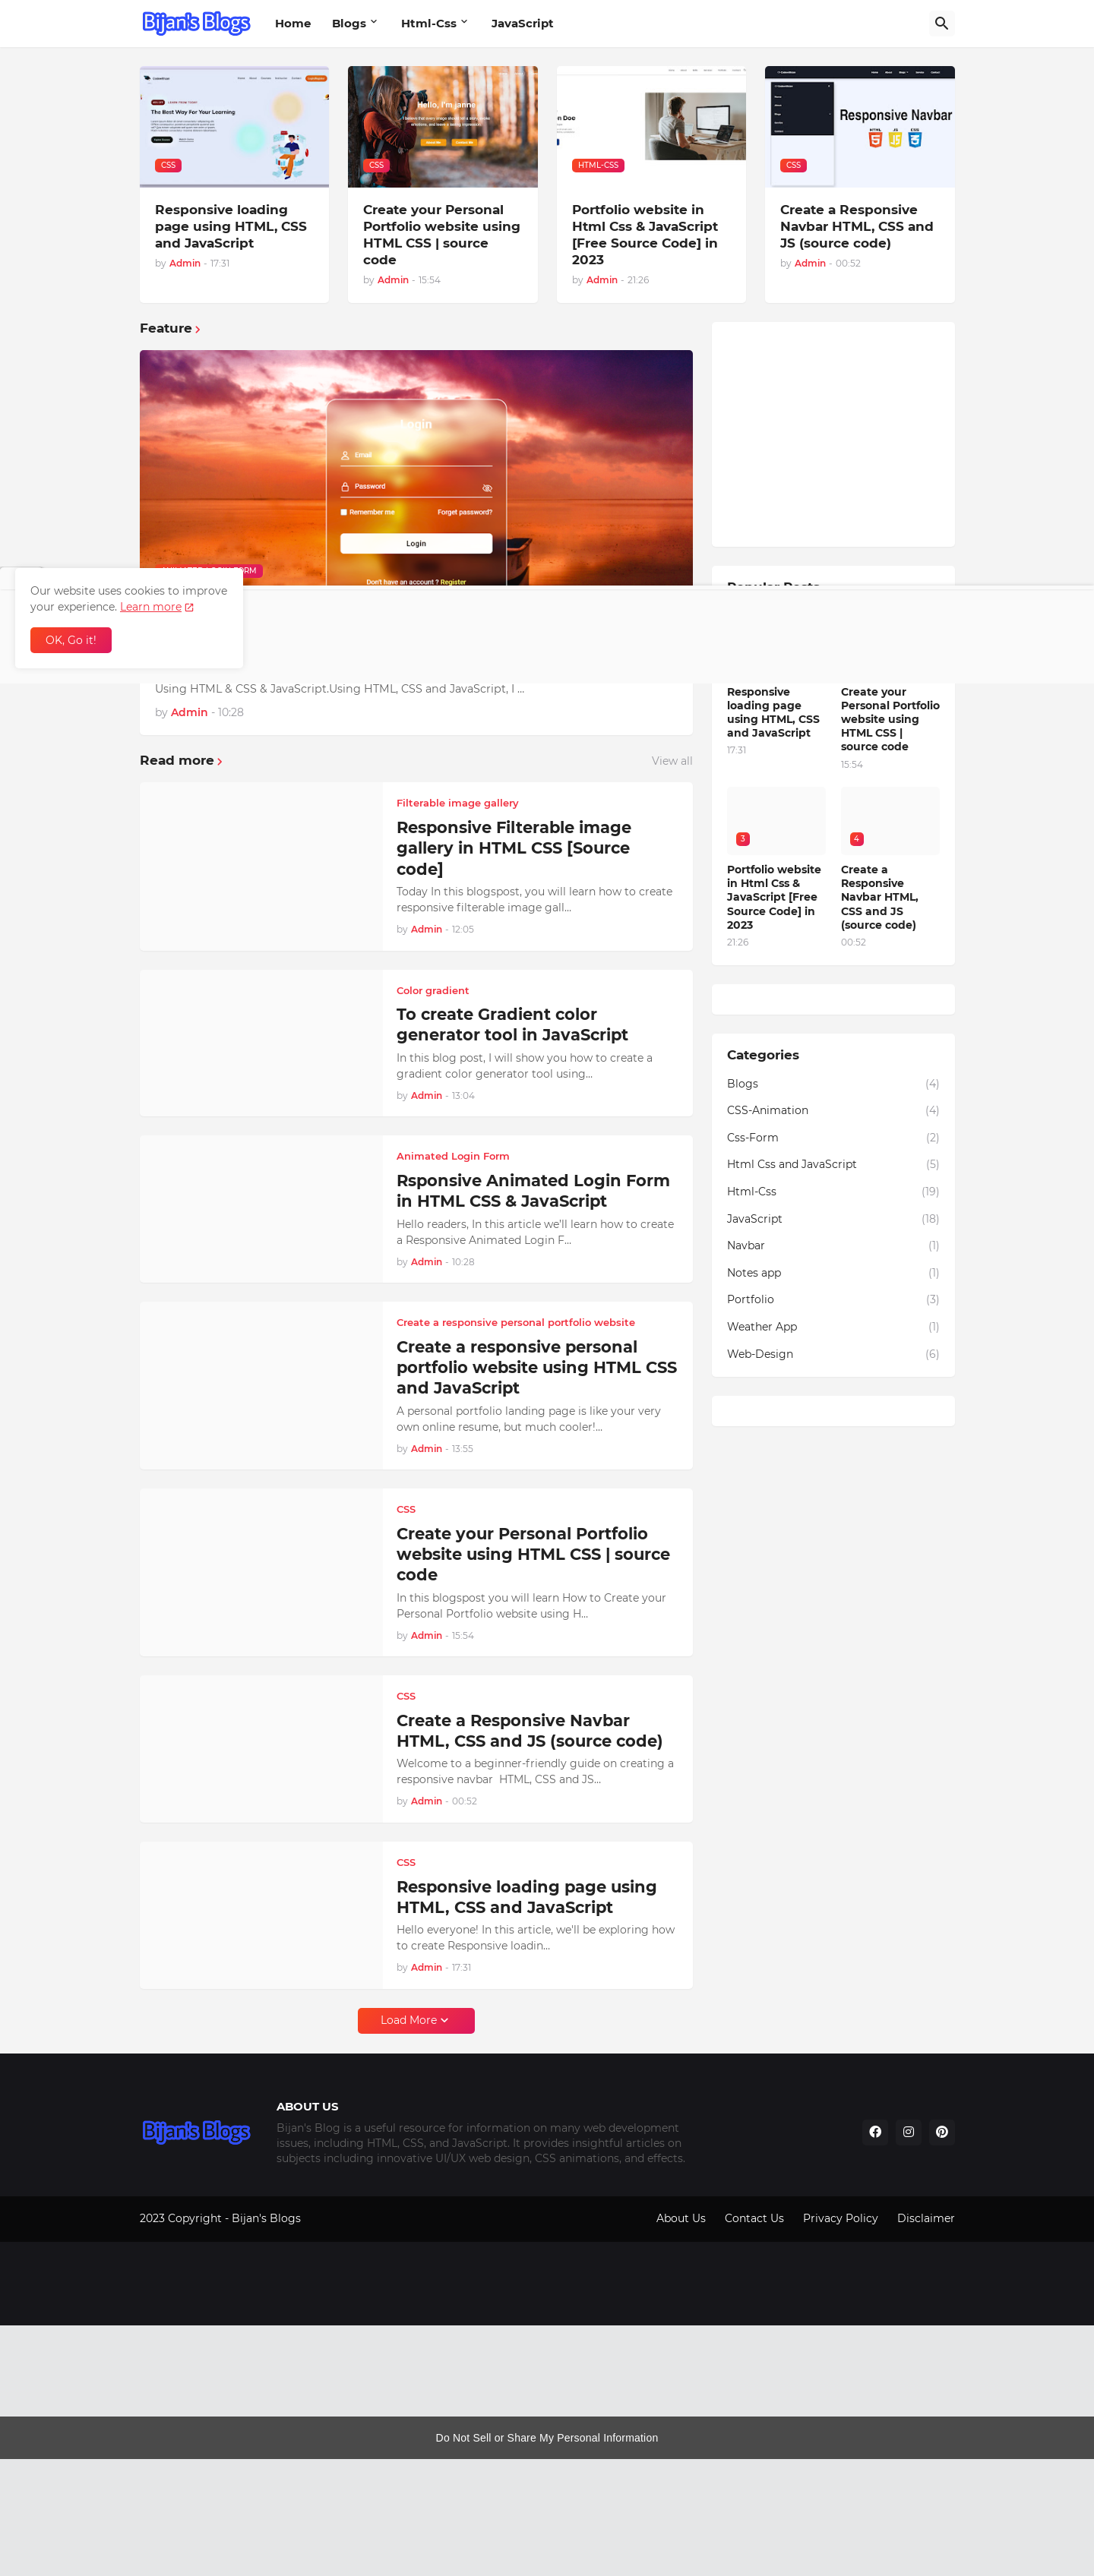 Bijan's Blogs
Home
Blogs
Html-Css
JavaScript
The Best Way For Your Learning
CSS
Responsive loading
page using HTML, CSS
and JavaScript
by Admin - 17:31
Hello, I'm janne
CSS
Create your Personal
Portfolio website using
HTML CSS | source
code
by Admin - 15:54
HTML-CSS
Portfolio website in
Html Css & JavaScript
[Free Source Code] in
2023
by Admin - 21:26
Responsive Navbar
HTML
JS
CSS
CSS
Create a Responsive
Navbar HTML, CSS and
JS (source code)
by Admin - 00:52
Feature
Login
Email
Password
Remember me
Forget password?
Login
Don't have an account ? Register
Our website uses cookies to improve
your experience. Learn more
OK, Go it!
Using HTML & CSS & JavaScript.Using HTML, CSS and JavaScript, I ...
by Admin - 10:28
Read more
View all
Filterable image gallery
Responsive Filterable image
gallery in HTML CSS [Source
code]
Today In this blogspost, you will learn how to create
responsive filterable image gall...
by Admin - 12:05
Color gradient
To create Gradient color
generator tool in JavaScript
In this blog post, I will show you how to create a
gradient color generator tool using...
by Admin - 13:04
Animated Login Form
Rsponsive Animated Login Form
in HTML CSS & JavaScript
Hello readers, In this article we'll learn how to create
a Responsive Animated Login F...
by Admin - 10:28
Create a responsive personal portfolio website
Create a responsive personal
portfolio website using HTML CSS
and JavaScript
A personal portfolio landing page is like your very
own online resume, but much cooler!...
by Admin - 13:55
CSS
Create your Personal Portfolio
website using HTML CSS | source
code
In this blogspost you will learn How to Create your
Personal Portfolio website using H...
by Admin - 15:54
CSS
Create a Responsive Navbar
HTML, CSS and JS (source code)
Welcome to a beginner-friendly guide on creating a
responsive navbar HTML, CSS and JS...
by Admin - 00:52
CSS
Responsive loading page using
HTML, CSS and JavaScript
Hello everyone! In this article, we'll be exploring how
to create Responsive loadin...
by Admin - 17:31
Load More
Popular Posts
Responsive
loading page
using HTML, CSS
and JavaScript
17:31
Create your
Personal Portfolio
website using
HTML CSS |
source code
15:54
3
Portfolio website
in Html Css &
JavaScript [Free
Source Code] in
2023
21:26
4
Create a
Responsive
Navbar HTML,
CSS and JS
(source code)
00:52
Categories
Blogs (4)
CSS-Animation (4)
Css-Form (2)
Html Css and JavaScript (5)
Html-Css (19)
JavaScript (18)
Navbar (1)
Notes app (1)
Portfolio (3)
Weather App (1)
Web-Design (6)
Bijan's Blogs
ABOUT US
Bijan's Blog is a useful resource for information on many web development
issues, including HTML, CSS, and JavaScript. It provides insightful articles on
subjects including innovative UI/UX web design, CSS animations, and effects.
2023 Copyright - Bijan's Blogs
About Us
Contact Us
Privacy Policy
Disclaimer
Do Not Sell or Share My Personal Information